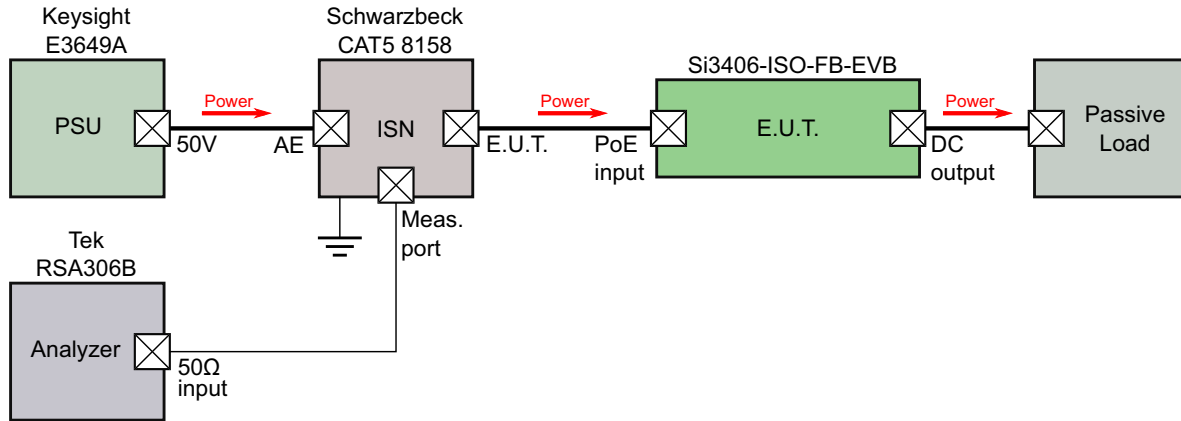 Keysight
E3649A
PSU
50V
Power
Schwarzbeck
CAT5 8158
AE
ISN
E.U.T.
Meas.
port
Power
Si3406-ISO-FB-EVB
PoE
input
E.U.T.
DC
output
Power
Passive
Load
Tek
RSA306B
Analyzer
50Ω
input